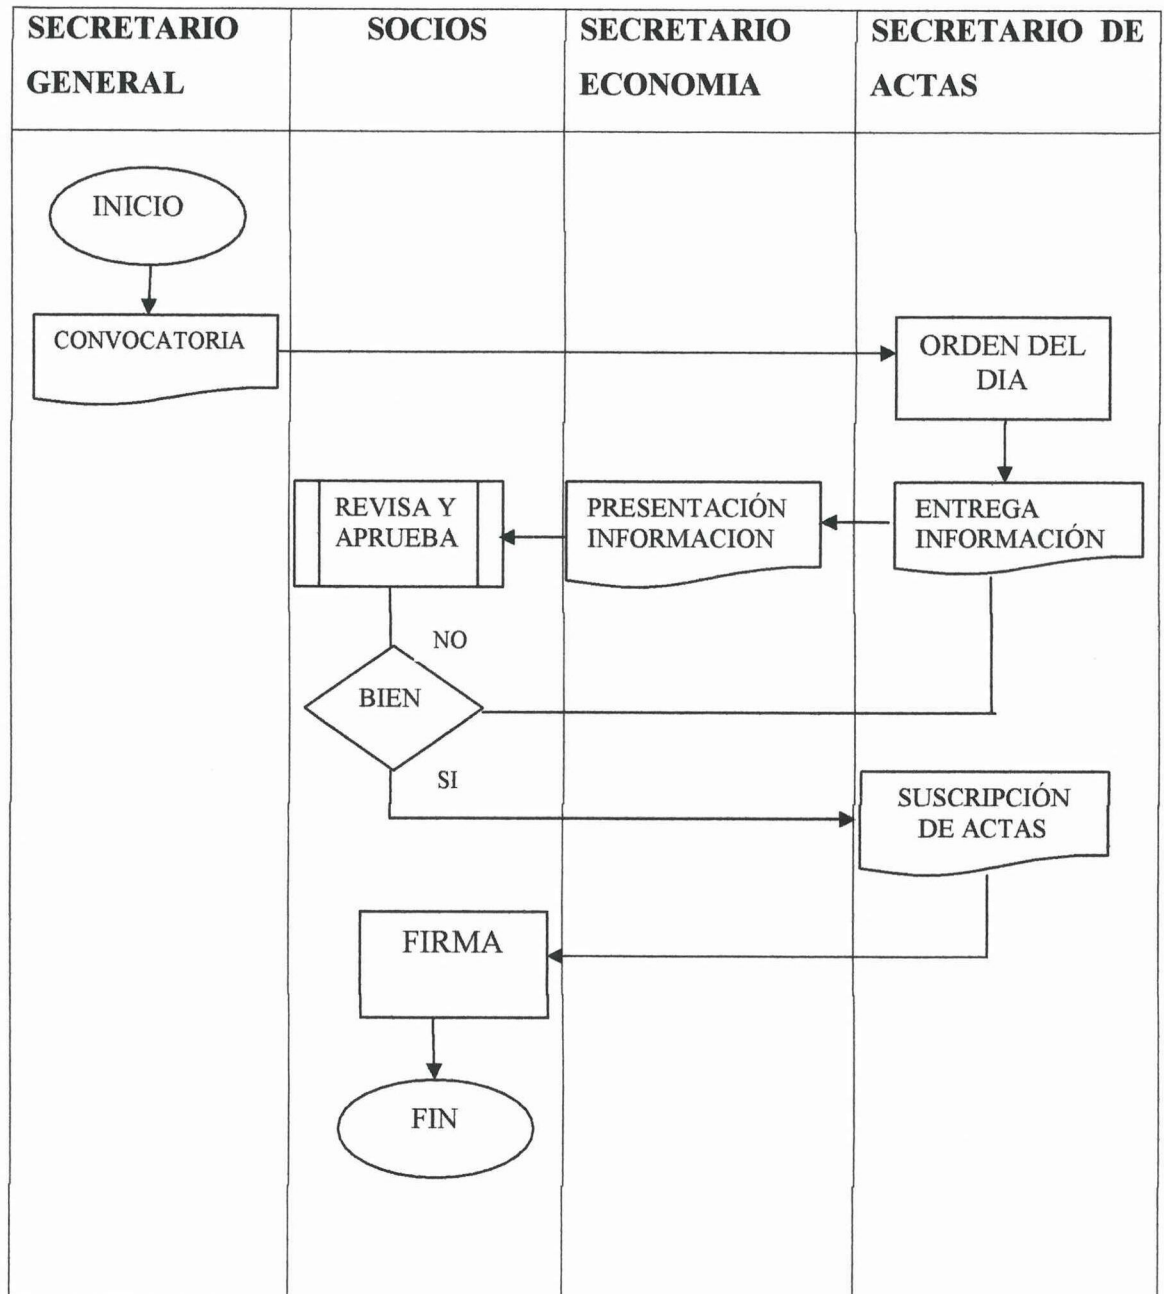 SECRETARIO
GENERAL
SOCIOS
SECRETARIO
ECONOMIA
SECRETARIO DE
ACTAS
INICIO
CONVOCATORIA
ORDEN DEL
DIA
REVISA Y
APRUEBA
PRESENTACIÓN
INFORMACION
ENTREGA
INFORMACIÓN
NO
BIEN
SI
SUSCRIPCIÓN
DE ACTAS
FIRMA
FIN